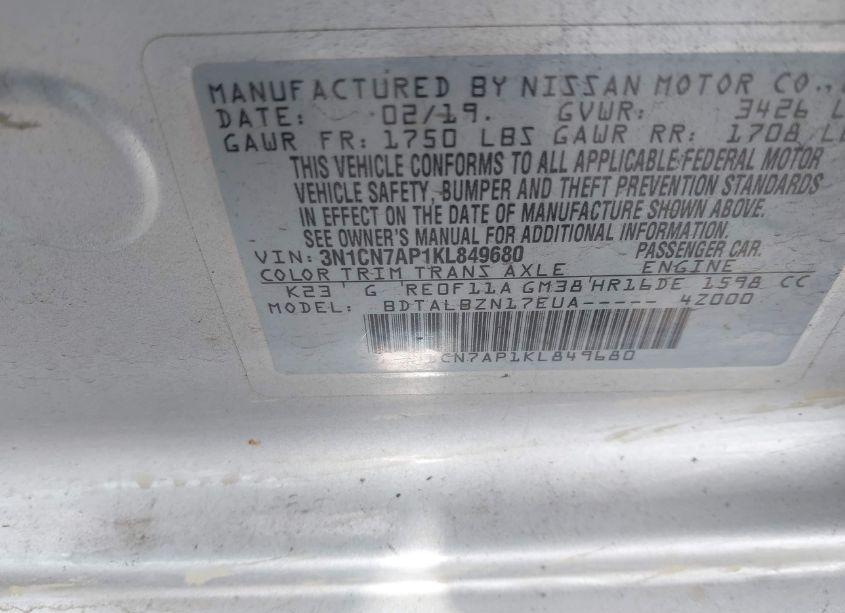 MANUFACTURED BY NISSAN MOTOR CO.,
DATE: 02/19. GVWR: 3426 L
GAWR FR: 1750 LBS GAWR RR: 1708 LB
THIS VEHICLE CONFORMS TO ALL APPLICABLE FEDERAL MOTOR
VEHICLE SAFETY, BUMPER AND THEFT PREVENTION STANDARDS
IN EFFECT ON THE DATE OF MANUFACTURE SHOWN ABOVE.
SEE OWNER'S MANUAL FOR ADDITIONAL INFORMATION.
VIN: 3N1CN7AP1KL849680 PASSENGER CAR.
COLOR TRIM TRANS AXLE ENGINE
K23 G RE0F11A GM38 HR16DE 1598 CC
MODEL: BDTALBZN17EUA----- 4Z000
CN7AP1KL849680